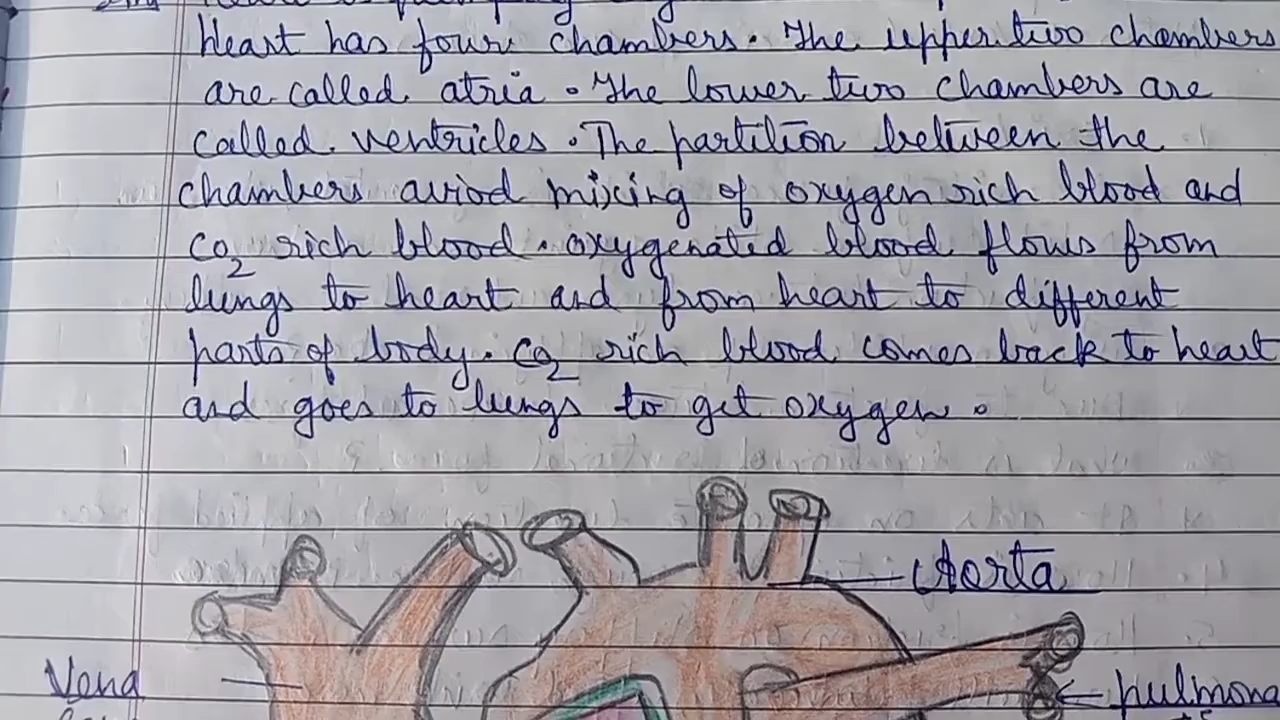 Heart has four chambers. The upper two chambers
are called atria. The lower two chambers are
called ventricles. The partition between the
chambers aviod mixing of oxygen rich blood and
CO2 rich blood. oxygenated blood flows from
lungs to heart and from heart to different
parts of body. CO2 rich blood comes back to heart
and goes to lungs to get oxygen.
Aorta
Vena
pulmona